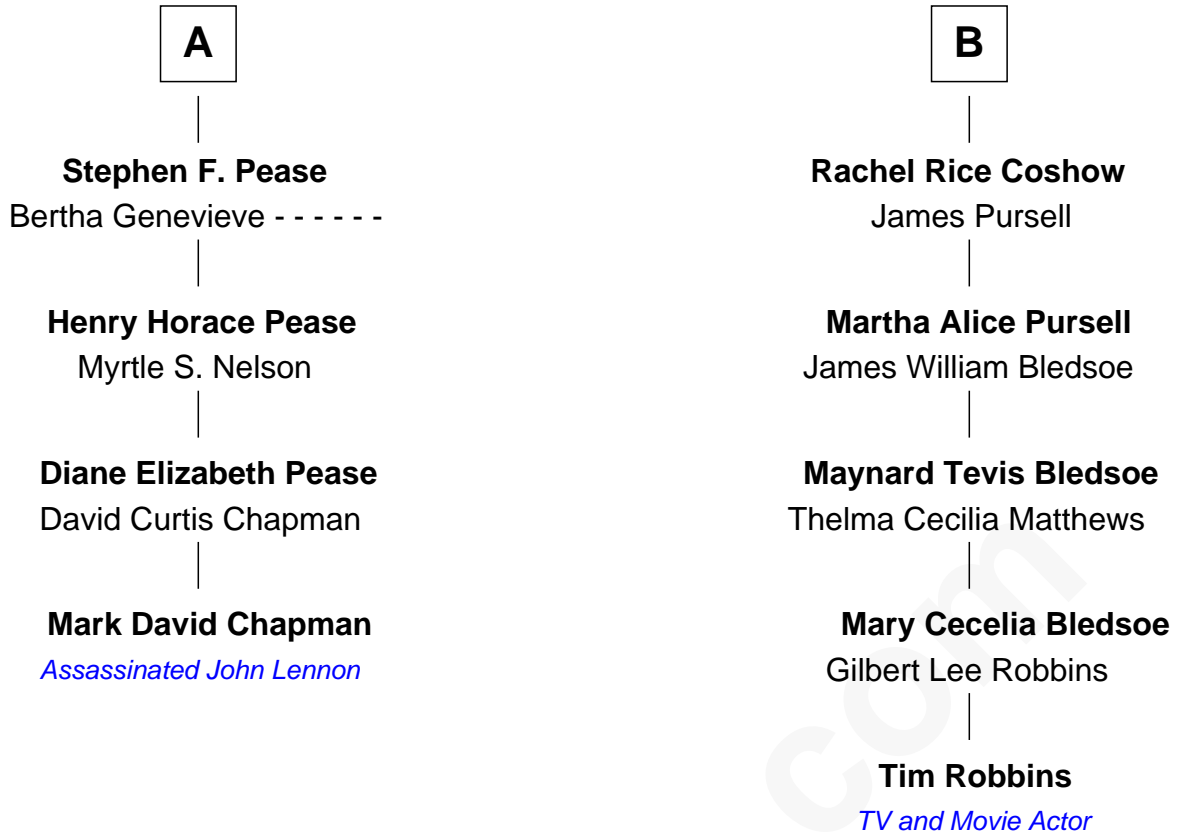 A
Stephen F. Pease
Bertha Genevieve - - - - - -
Henry Horace Pease
Myrtle S. Nelson
Diane Elizabeth Pease
David Curtis Chapman
Mark David Chapman
Assassinated John Lennon
B
Rachel Rice Coshow
James Pursell
Martha Alice Pursell
James William Bledsoe
Maynard Tevis Bledsoe
Thelma Cecilia Matthews
Mary Cecelia Bledsoe
Gilbert Lee Robbins
Tim Robbins
TV and Movie Actor
com